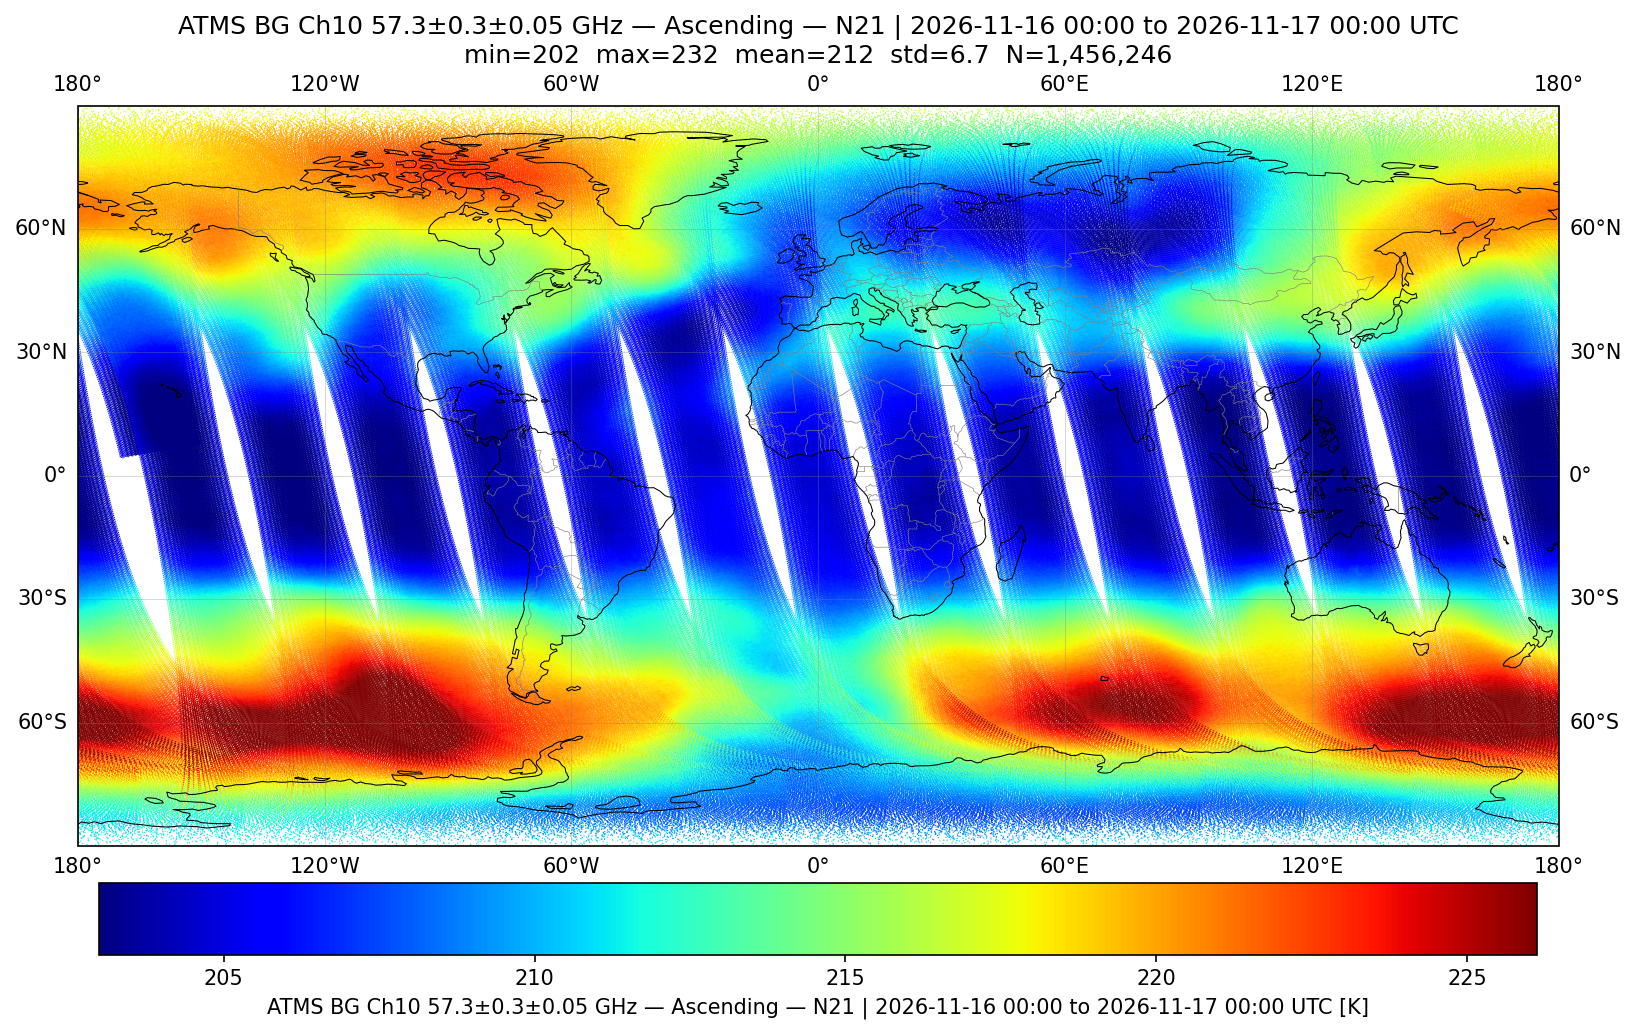 ATMS BG Ch10 57.3±0.3±0.05 GHz — Ascending — N21 | 2026-11-16 00:00 to 2026-11-17 00:00 UTC
min=202 max=232 mean=212 std=6.7 N=1,456,246
180° 120°W 60°W 0° 60°E 120°E 180°
60°N 60°N
30°N 30°N
0° 0°
30°S 30°S
60°S 60°S
180° 120°W 60°W 0° 60°E 120°E 180°
205 210 215 220 225
ATMS BG Ch10 57.3±0.3±0.05 GHz — Ascending — N21 | 2026-11-16 00:00 to 2026-11-17 00:00 UTC [K]